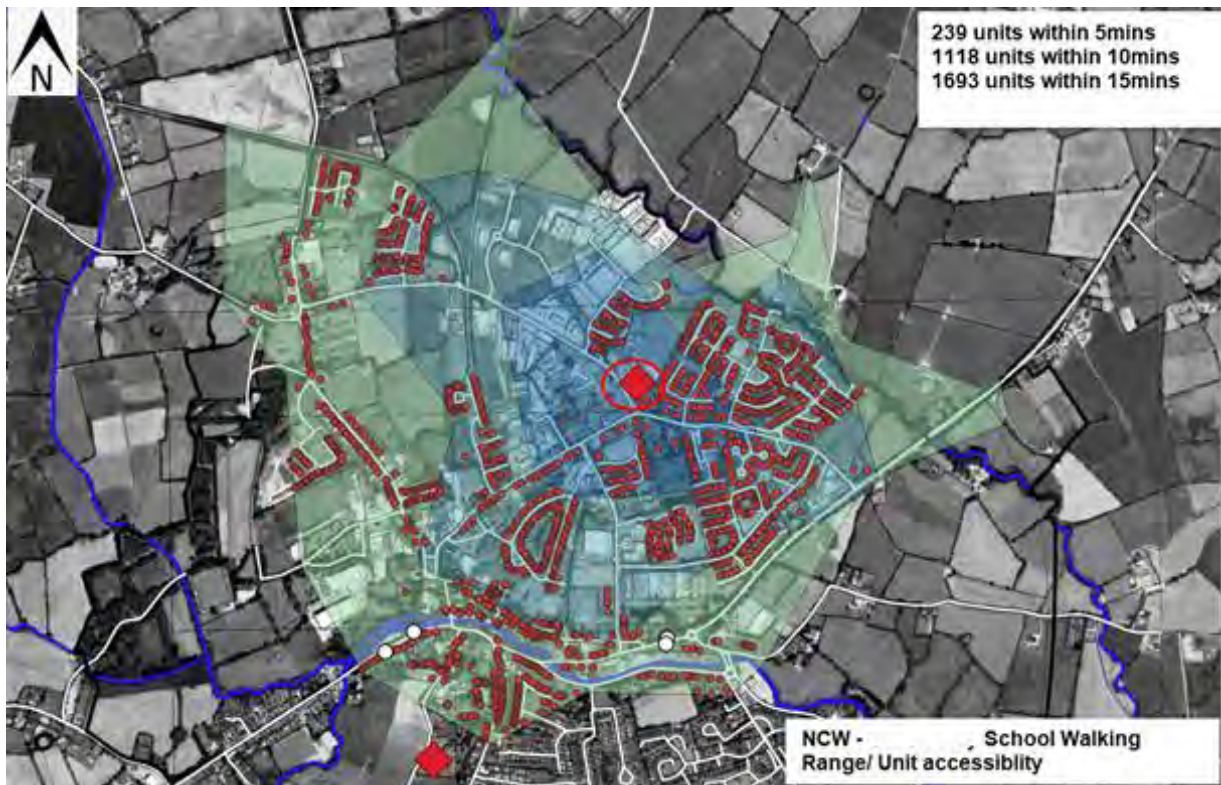 N
239 units within 5mins
1118 units within 10mins
1693 units within 15mins
NCW - , School Walking
Range/ Unit accessiblity